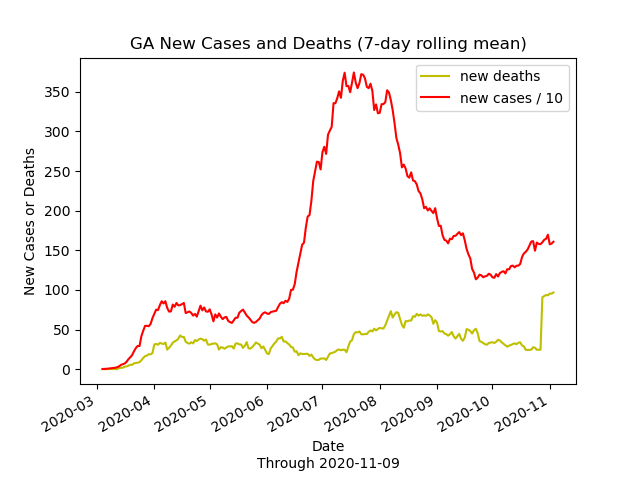 GA New Cases and Deaths (7-day rolling mean)
new deaths
new cases / 10
350
300
250
200
150
100
50
0
New Cases or Deaths
2020-03
2020-04
2020-05
2020-06
2020-07
2020-08
2020-09
2020-10
2020-11
Date
Through 2020-11-09